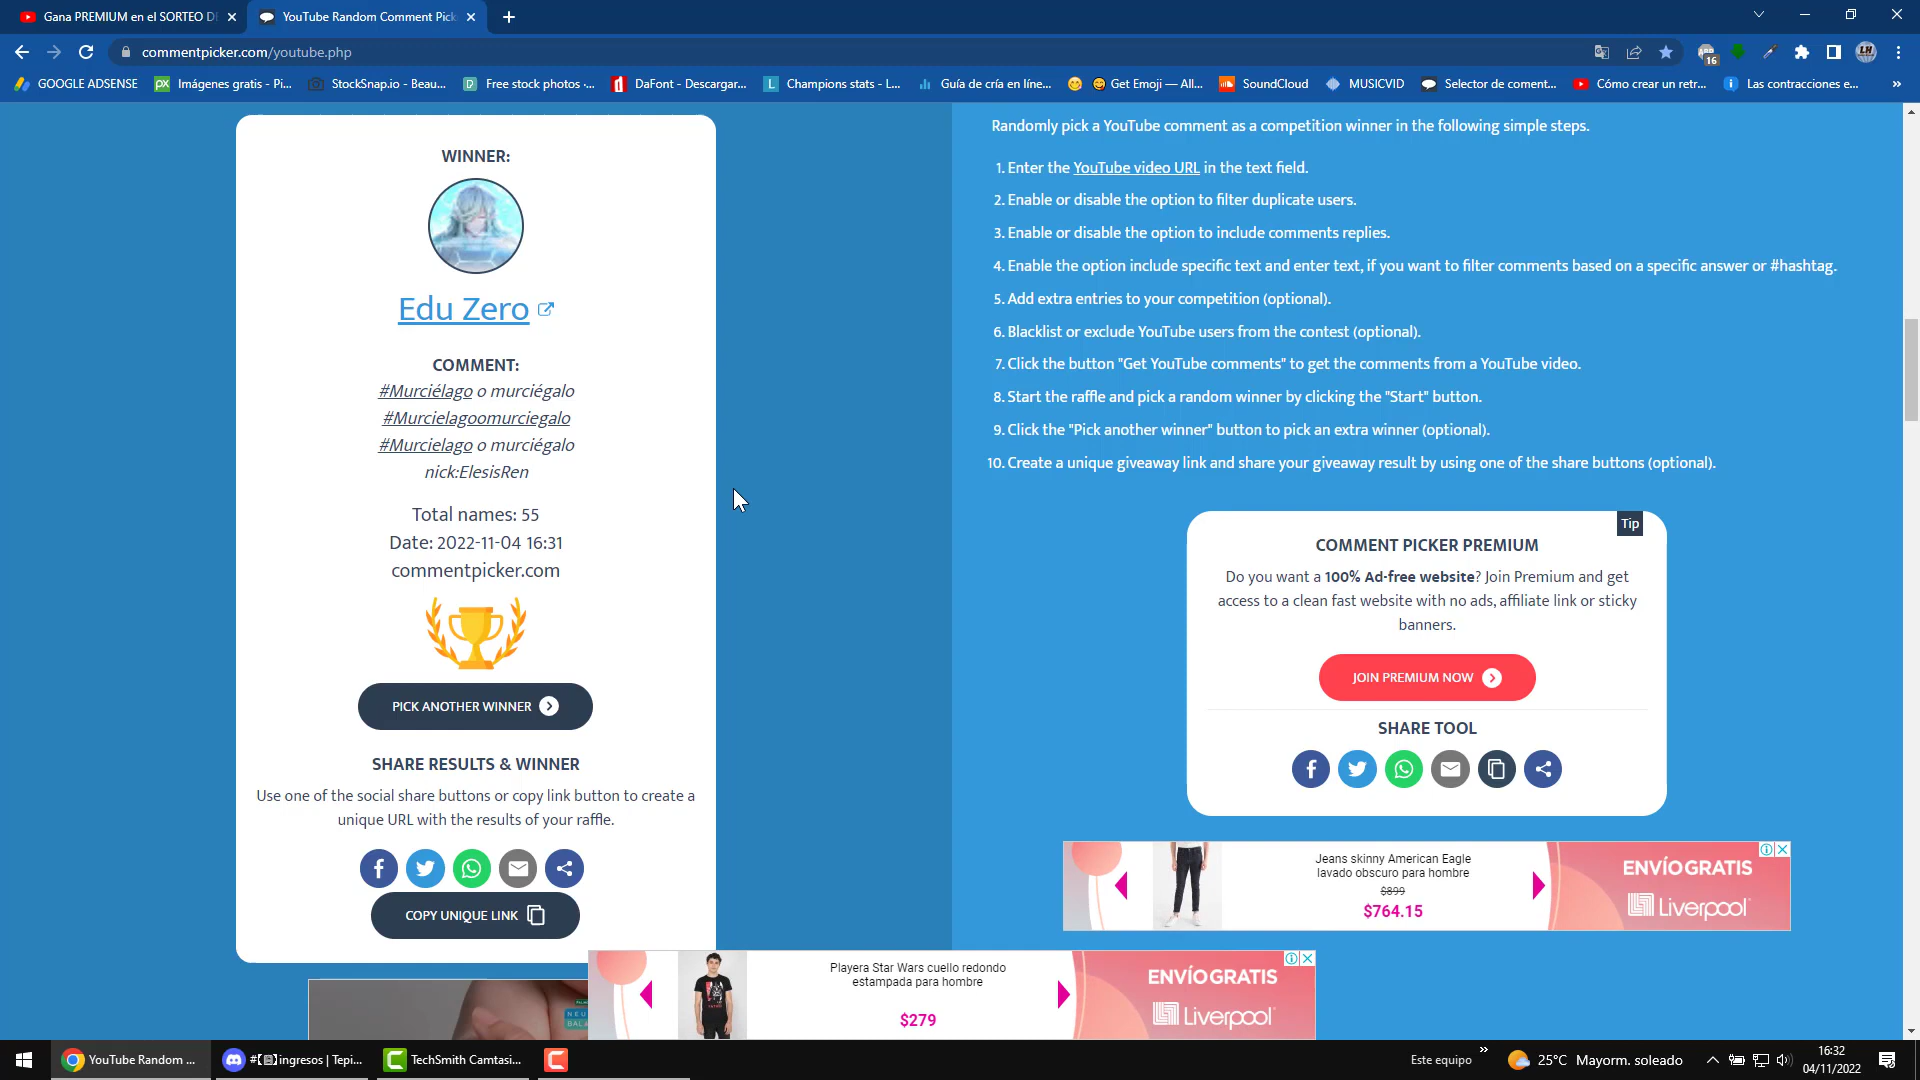 Gana PREMIUM en el SORTEO DE
YouTube Random Comment Pick
commentpicker.com/youtube.php
16
GOOGLE ADSENSE
Imágenes gratis - Pi...
StockSnap.io - Beau...
Free stock photos ·...
DaFont - Descargar...
Champions stats - L...
Guía de cría en líne...
Get Emoji — All...
SoundCloud
MUSICVID
Selector de coment...
Cómo crear un retr...
Las contracciones e...
WINNER:
Edu Zero
COMMENT:
#Murciélago o murciégalo
#Murcielagoomurciegalo
#Murcielago o murciégalo
nick:ElesisRen
Total names: 55
Date: 2022-11-04 16:31
commentpicker.com
PICK ANOTHER WINNER
SHARE RESULTS & WINNER
Use one of the social share buttons or copy link button to create a
unique URL with the results of your raffle.
COPY UNIQUE LINK
Randomly pick a YouTube comment as a competition winner in the following simple steps.
1. Enter the YouTube video URL in the text field.
2. Enable or disable the option to filter duplicate users.
3. Enable or disable the option to include comments replies.
4. Enable the option include specific text and enter text, if you want to filter comments based on a specific answer or #hashtag.
5. Add extra entries to your competition (optional).
6. Blacklist or exclude YouTube users from the contest (optional).
7. Click the button "Get YouTube comments" to get the comments from a YouTube video.
8. Start the raffle and pick a random winner by clicking the "Start" button.
9. Click the "Pick another winner" button to pick an extra winner (optional).
10. Create a unique giveaway link and share your giveaway result by using one of the share buttons (optional).
Tip
COMMENT PICKER PREMIUM
Do you want a 100% Ad-free website? Join Premium and get
access to a clean fast website with no ads, affiliate link or sticky
banners.
JOIN PREMIUM NOW
SHARE TOOL
Jeans skinny American Eagle
lavado obscuro para hombre
$899
$764.15
ENVÍO GRATIS
Liverpool
Playera Star Wars cuello redondo
estampada para hombre
$279
ENVÍO GRATIS
Liverpool
NEU
BAL
YouTube Random ...
ingresos | Tepi...
TechSmith Camtasi...
Este equipo
25°C Mayorm. soleado
16:32
04/11/2022